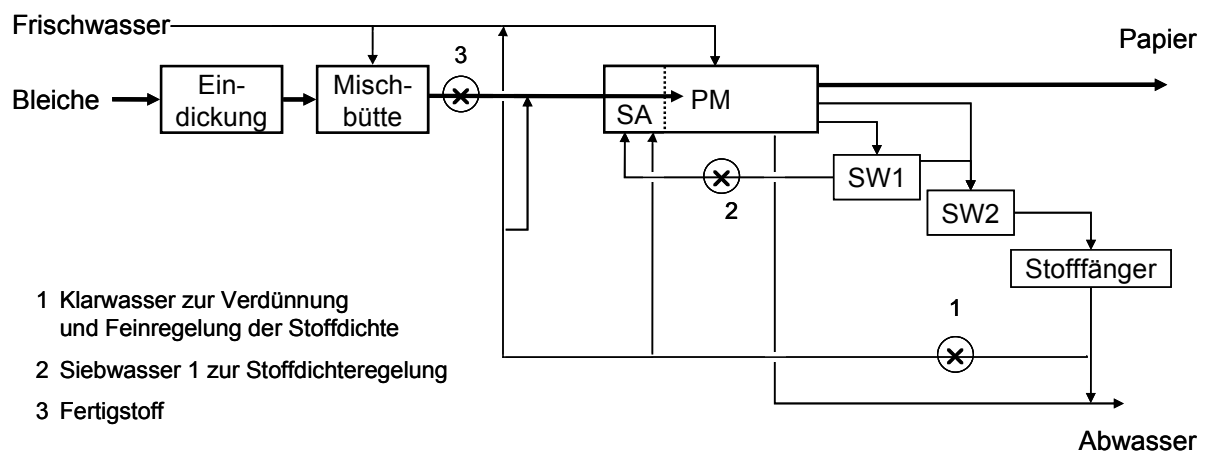 Frischwasser
Papier
3
Bleiche
Ein-
dickung
Misch-
bütte
SA
PM
SW1
2
SW2
Stofffänger
1 Klarwasser zur Verdünnung
und Feinregelung der Stoffdichte
1
2 Siebwasser 1 zur Stoffdichteregelung
3 Fertigstoff
Abwasser